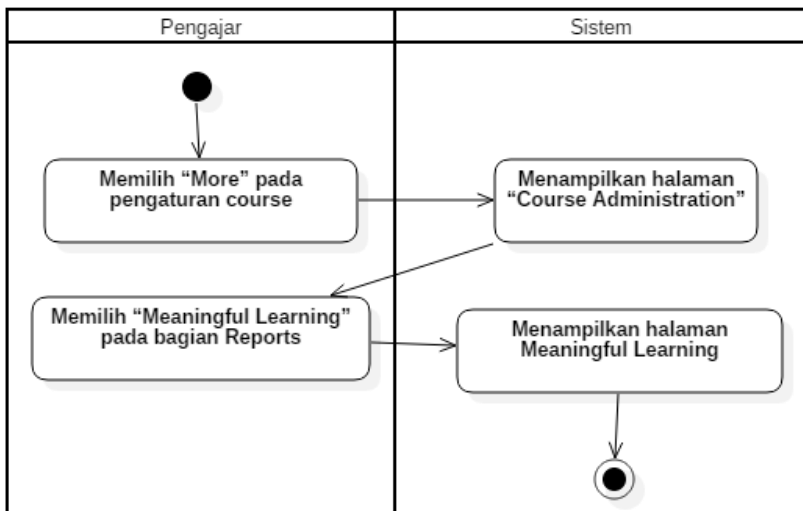 Pengajar
Sistem
Memilih “More” pada
pengaturan course
Menampilkan halaman
“Course Administration”
Memilih “Meaningful Learning”
pada bagian Reports
Menampilkan halaman
Meaningful Learning